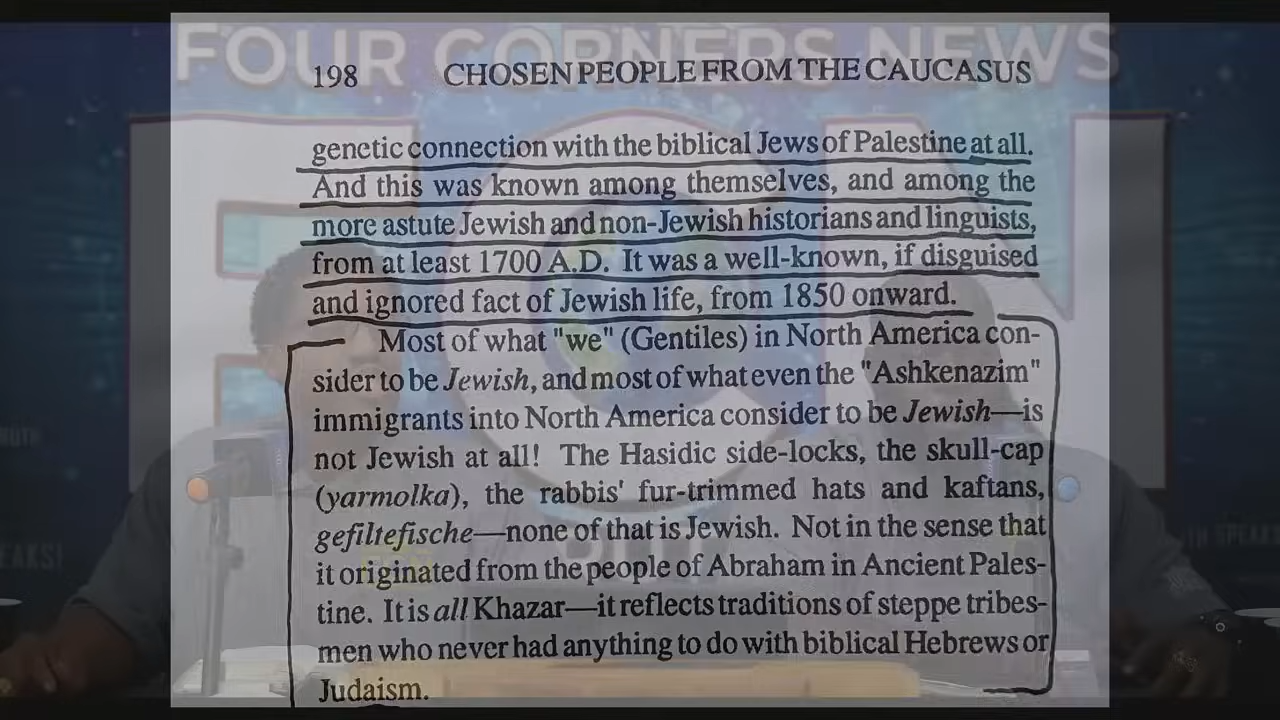 FOUR CORNERS NEWS
198 CHOSEN PEOPLE FROM THE CAUCASUS
genetic connection with the biblical Jews of Palestine at all.
And this was known among themselves, and among the
more astute Jewish and non-Jewish historians and linguists,
from at least 1700 A.D. It was a well-known, if disguised
and ignored fact of Jewish life, from 1850 onward.
Most of what "we" (Gentiles) in North America con-
sider to be Jewish, and most of what even the "Ashkenazim"
immigrants into North America consider to be Jewish—is
not Jewish at all! The Hasidic side-locks, the skull-cap
(yarmolka), the rabbis' fur-trimmed hats and kaftans,
gefiltefische—none of that is Jewish. Not in the sense that
it originated from the people of Abraham in Ancient Pales-
tine. It is all Khazar—it reflects traditions of steppe tribes-
men who never had anything to do with biblical Hebrews or
Judaism.